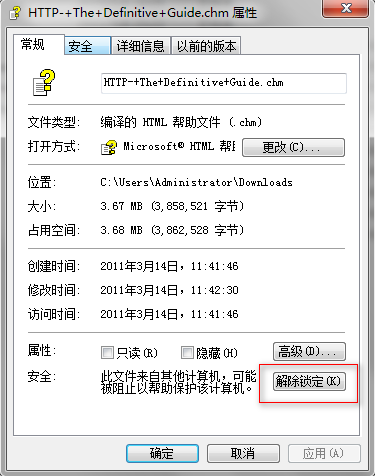 HTTP-+The+Definitive+Guide.chm 属性
常规 安全 详细信息 以前的版本
HTTP-+The+Definitive+Guide.chm
文件类型: 编译的 HTML 帮助文件 (.chm)
打开方式: Microsoft® HTML 帮 更改(C)...
位置: C:\Users\Administrator\Downloads
大小: 3.67 MB (3,858,521 字节)
占用空间: 3.68 MB (3,862,528 字节)
创建时间: 2011年3月14日，11:41:46
修改时间: 2011年3月14日，11:42:30
访问时间: 2011年3月14日，11:41:46
属性: 只读(R) 隐藏(H) 高级(D)...
安全: 此文件来自其他计算机，可能
被阻止以帮助保护该计算机。 解除锁定(K)
确定 取消 应用(A)